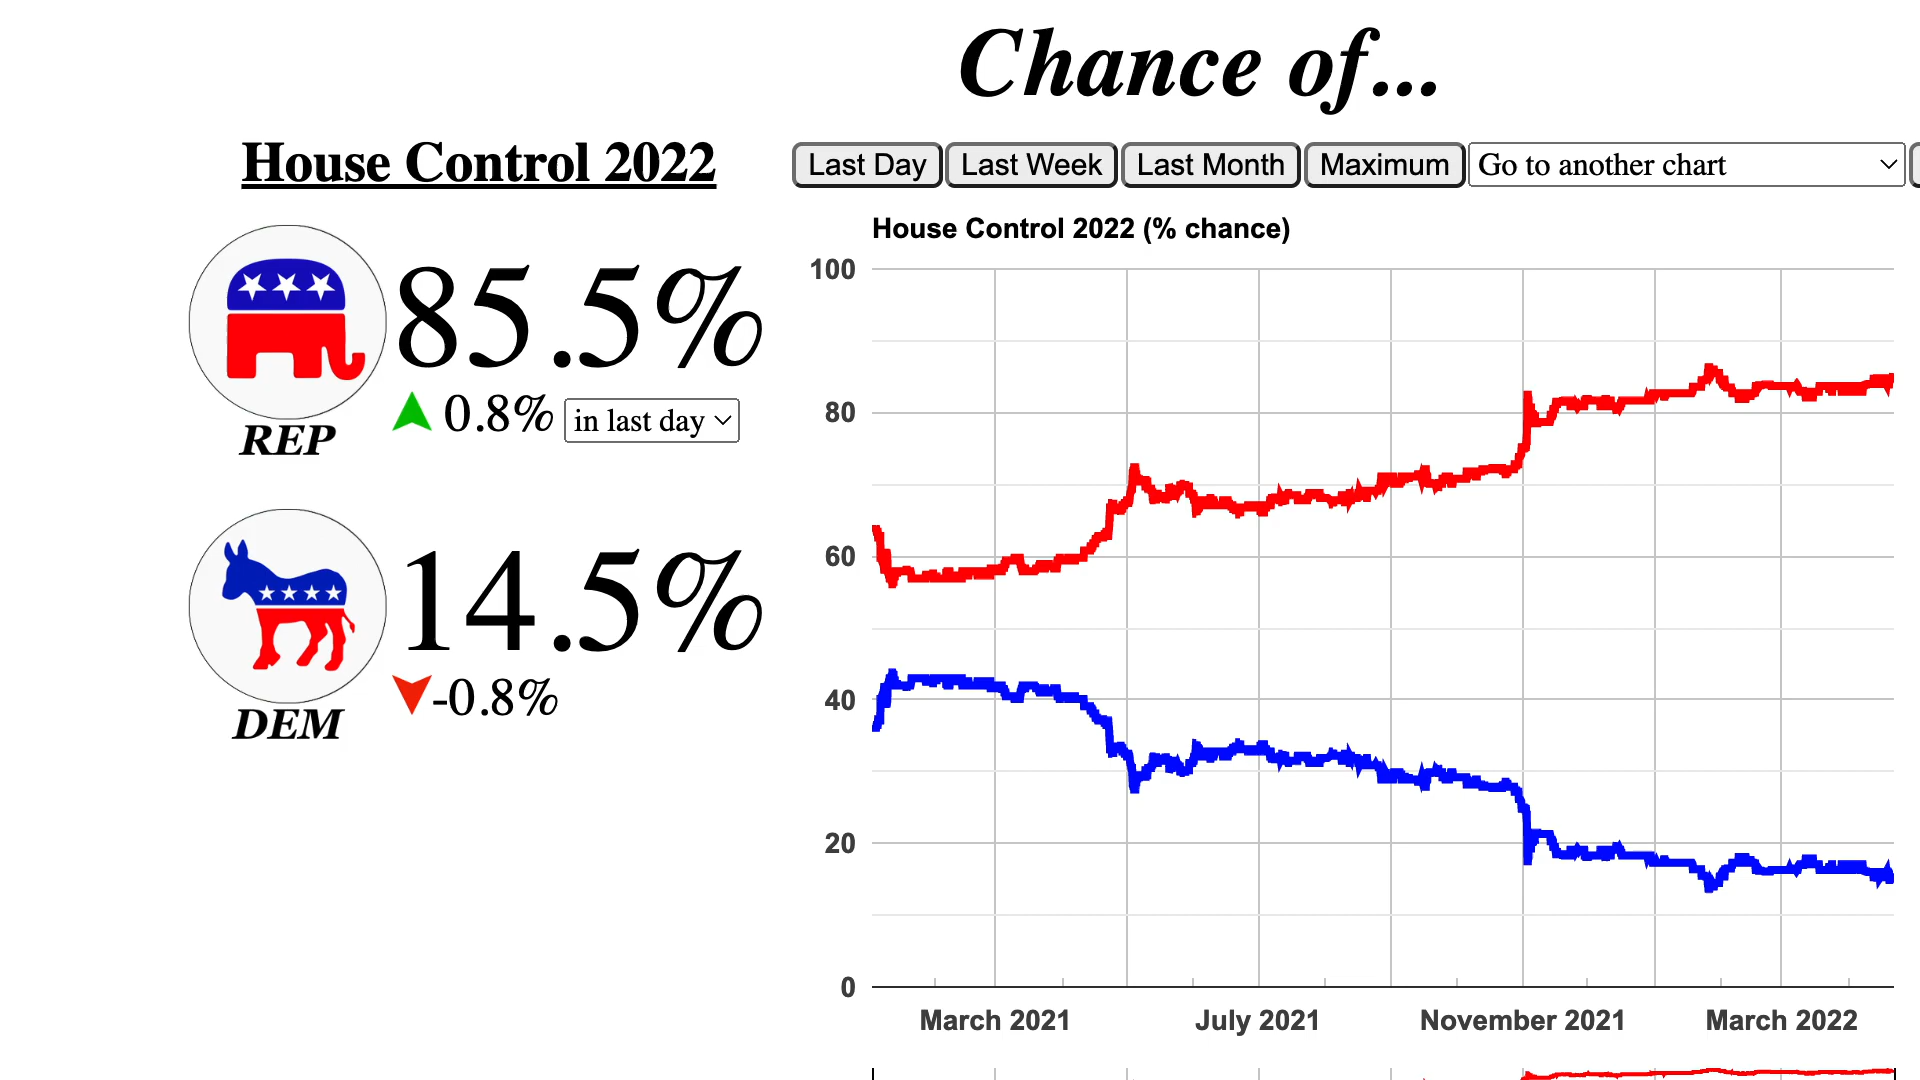 Chance of...
House Control 2022
85.5%
0.8% in last day
REP
14.5%
-0.8%
DEM
Last Day Last Week Last Month Maximum Go to another chart
House Control 2022 (% chance)
100
80
60
40
20
0
March 2021 July 2021 November 2021 March 2022